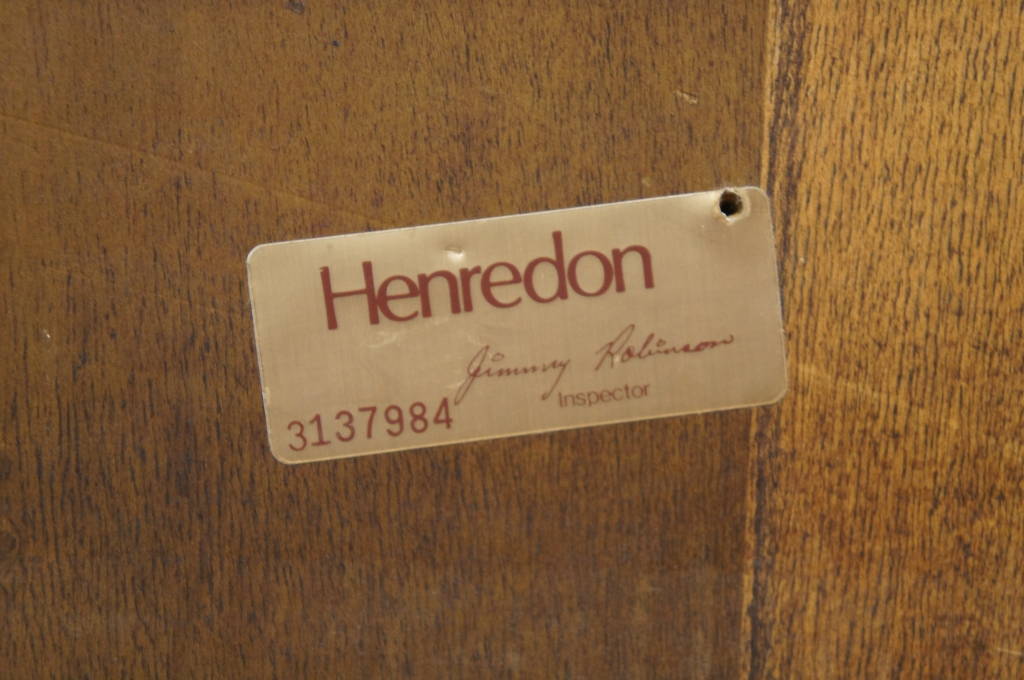 Henredon
Jimmy Robinson
Inspector
3137984